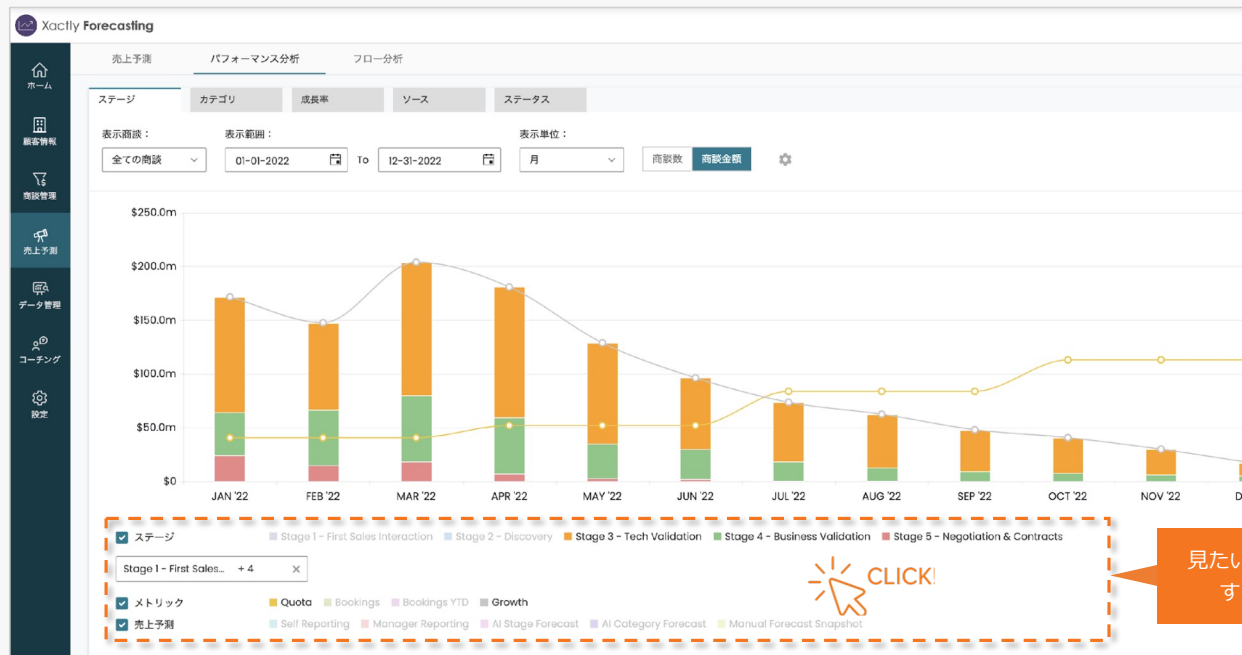 Xactly Forecasting
売上予測 パフォーマンス分析 フロー分析
ホーム
顧客情報
商談管理
売上予測
データ管理
コーチング
設定
ステージ カテゴリ 成長率 ソース ステータス
表示商談： 表示範囲： 表示単位：
全ての商談 01-01-2022 To 12-31-2022 月 商談数 商談金額
$250.0m
$200.0m
$150.0m
$100.0m
$50.0m
$0
JAN '22 FEB '22 MAR '22 APR '22 MAY '22 JUN '22 JUL '22 AUG '22 SEP '22 OCT '22 NOV '22 D
ステージ Stage 1 - First Sales Interaction Stage 2 - Discovery Stage 3 - Tech Validation Stage 4 - Business Validation Stage 5 - Negotiation & Contracts
Stage 1 - First Sales... + 4
CLICK!
メトリック Quota Bookings Bookings YTD Growth
売上予測 Self Reporting Manager Reporting AI Stage Forecast AI Category Forecast Manual Forecast Snapshot
見たい
す